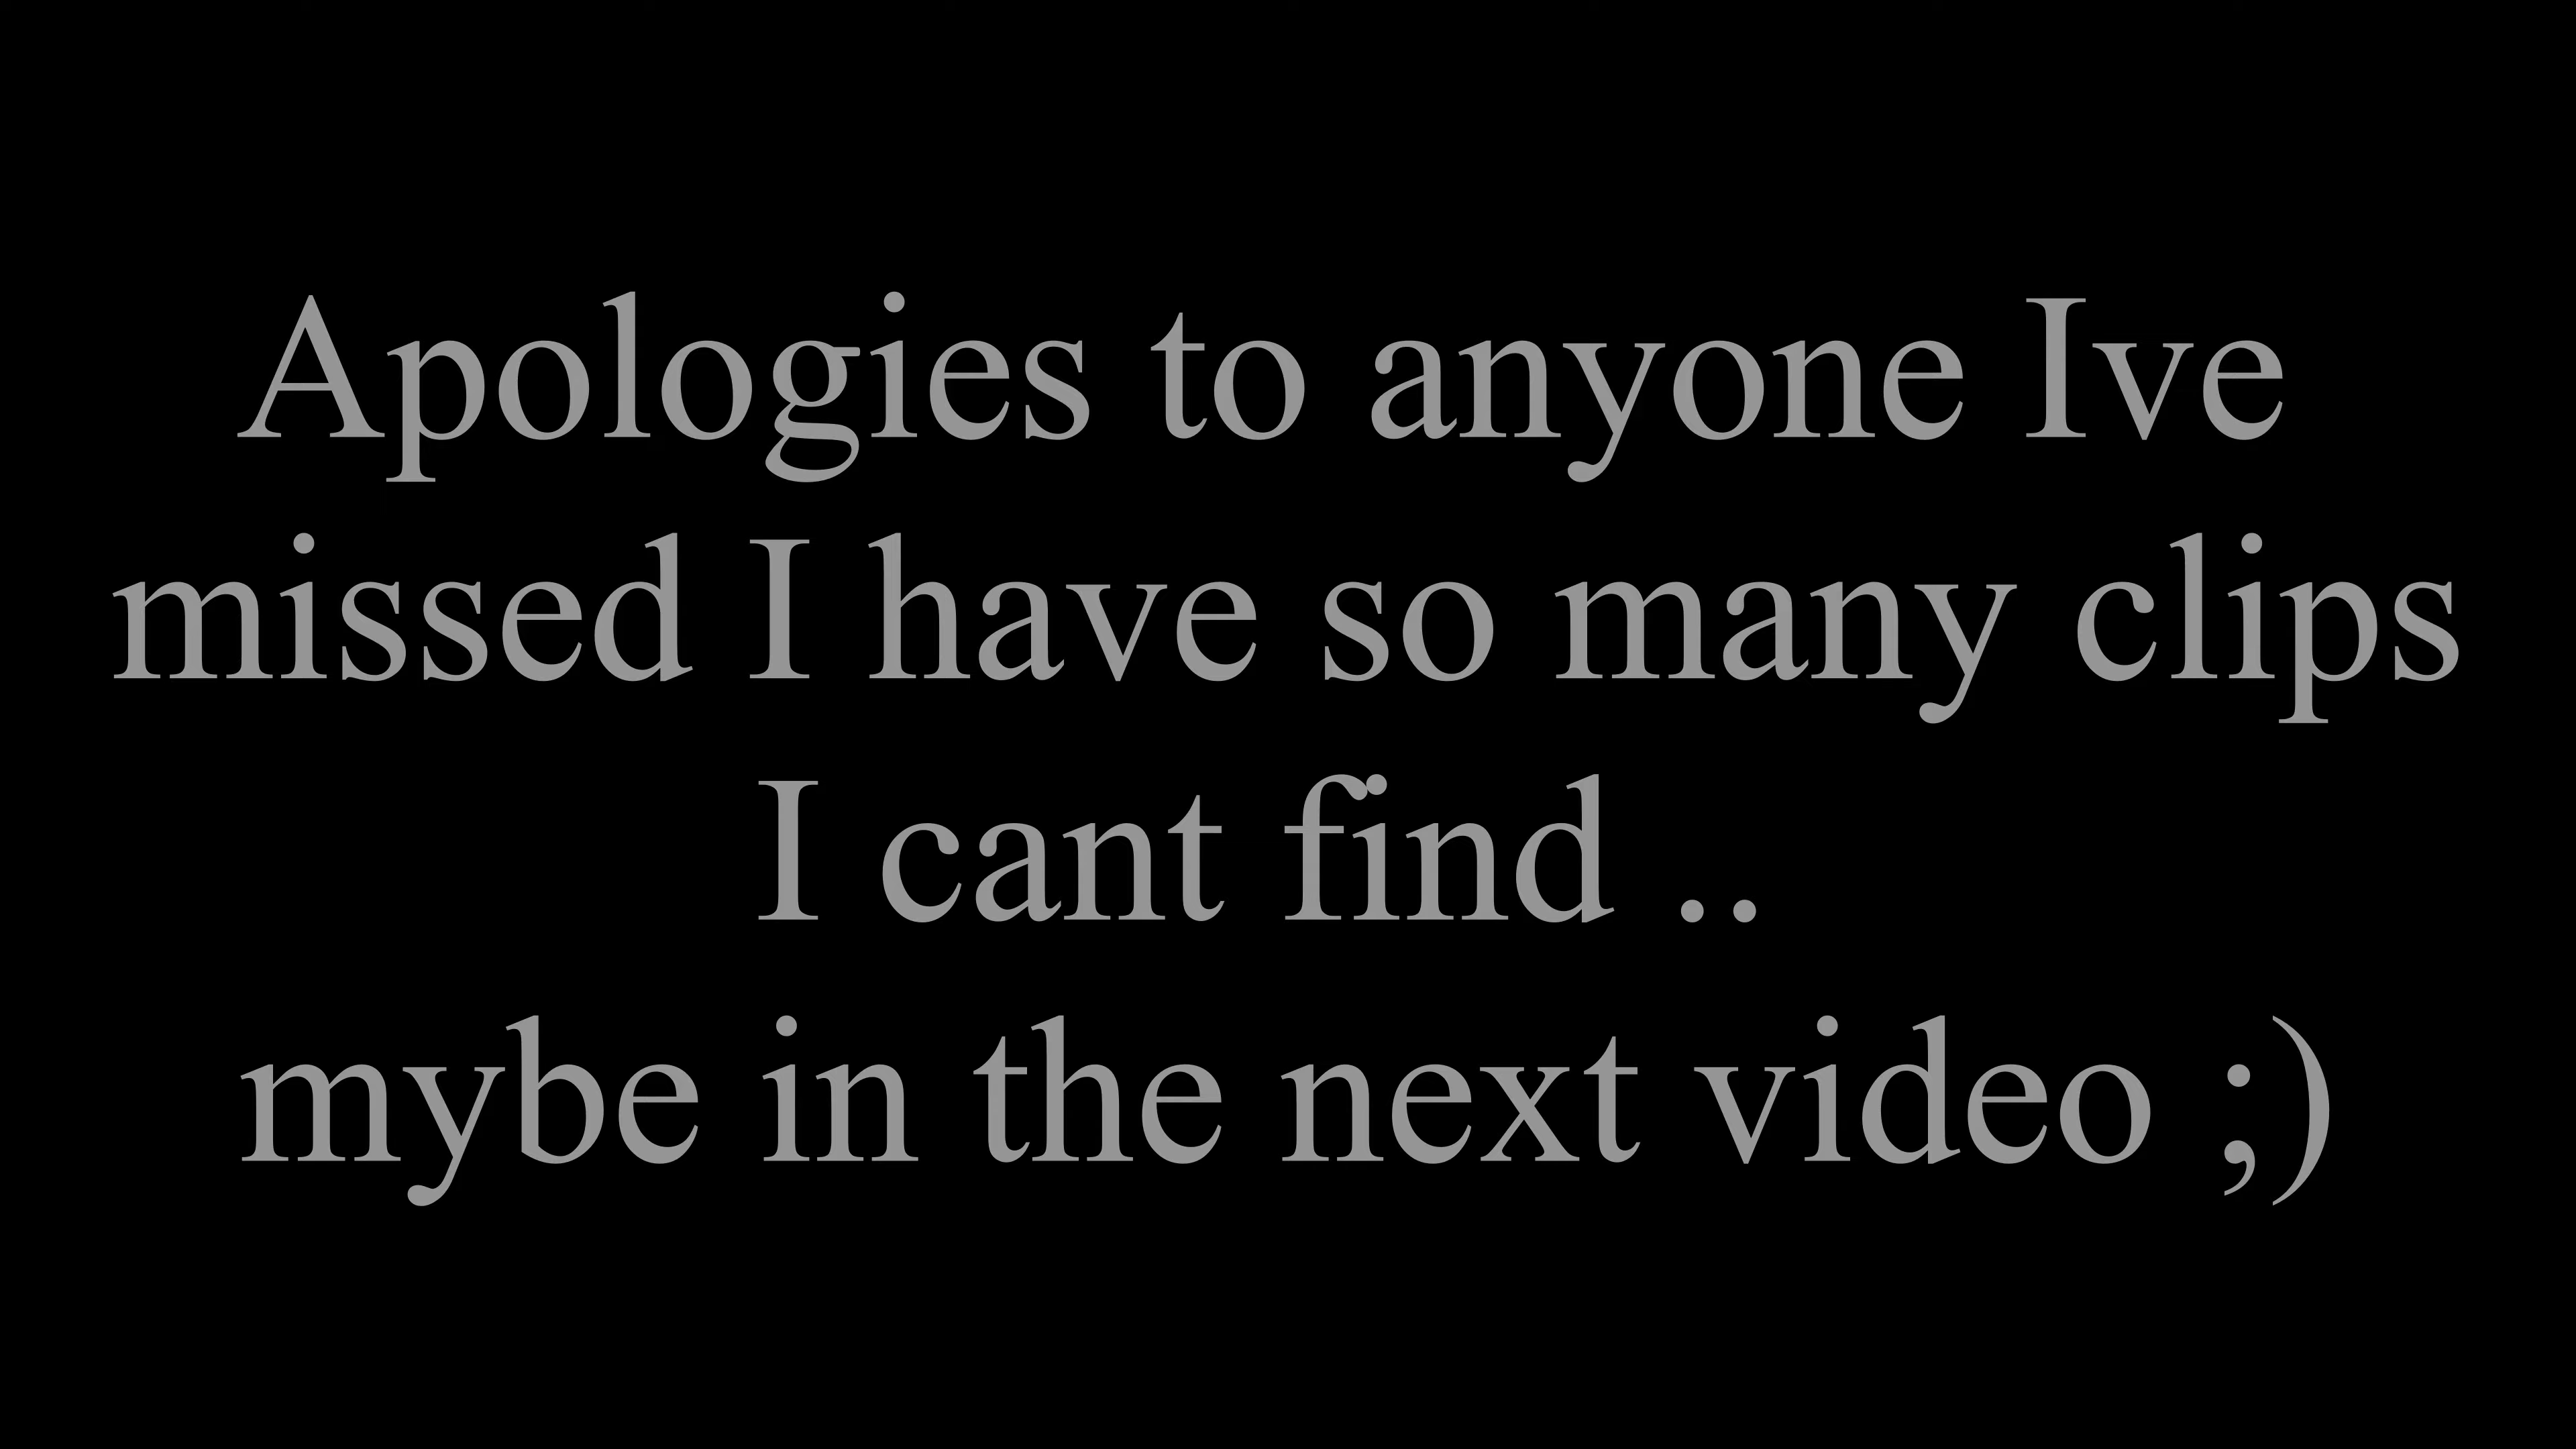 Apologies to anyone Ive
missed I have so many clips
I cant find ..
mybe in the next video ;)